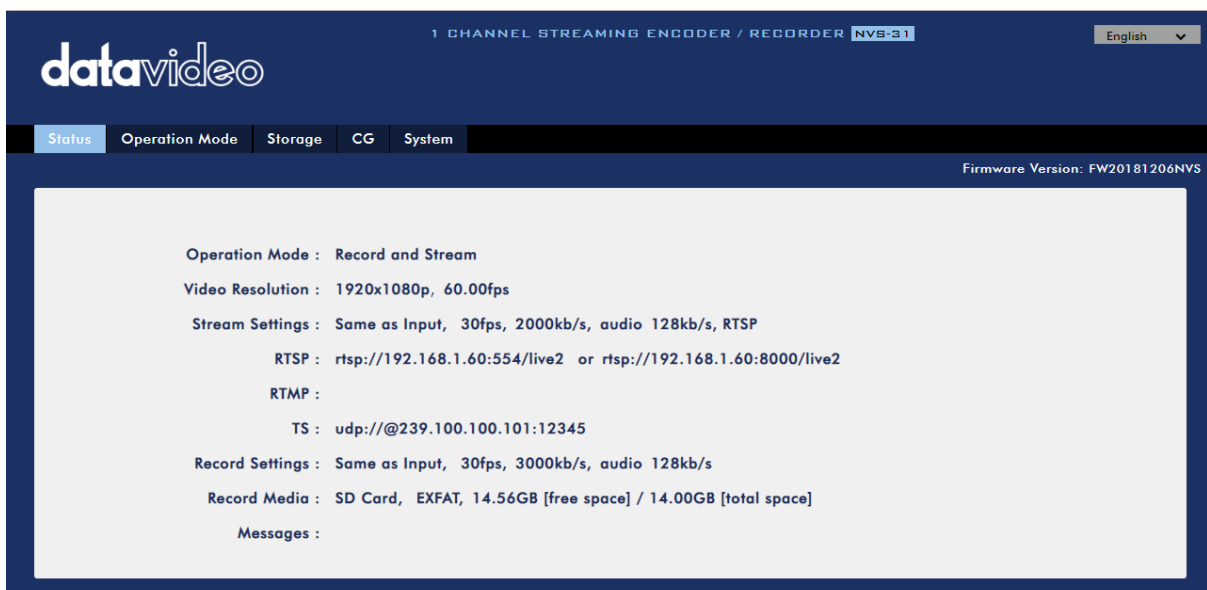 1 CHANNEL STREAMING ENCODER / RECORDER NVS-31
English
datavideo
Status Operation Mode Storage CG System
Firmware Version: FW20181206NVS
Operation Mode : Record and Stream
Video Resolution : 1920x1080p, 60.00fps
Stream Settings : Same as Input, 30fps, 2000kb/s, audio 128kb/s, RTSP
RTSP : rtsp://192.168.1.60:554/live2 or rtsp://192.168.1.60:8000/live2
RTMP :
TS : udp://@239.100.100.101:12345
Record Settings : Same as Input, 30fps, 3000kb/s, audio 128kb/s
Record Media : SD Card, EXFAT, 14.56GB [free space] / 14.00GB [total space]
Messages :